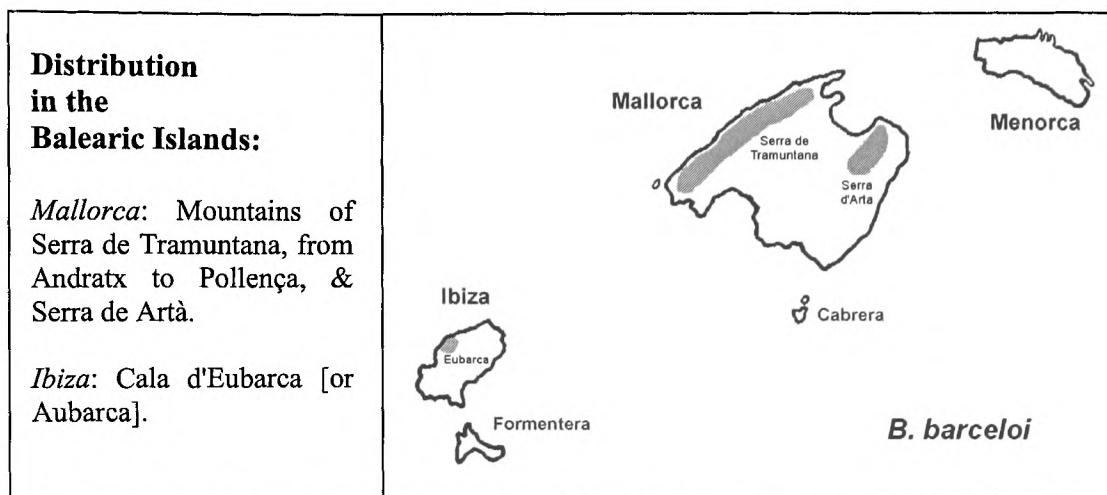 Distribution
in the
Balearic Islands:
Mallorca: Mountains of
Serra de Tramuntana, from
Andratx to Pollença, &
Serra de Artà.
Ibiza: Cala d'Eubarca [or
Aubarca].
Mallorca
Menorca
Serra de
Tramuntana
Serra
d'Arta
Ibiza
Cabrera
Eubarca
Formentera
B. barceloi